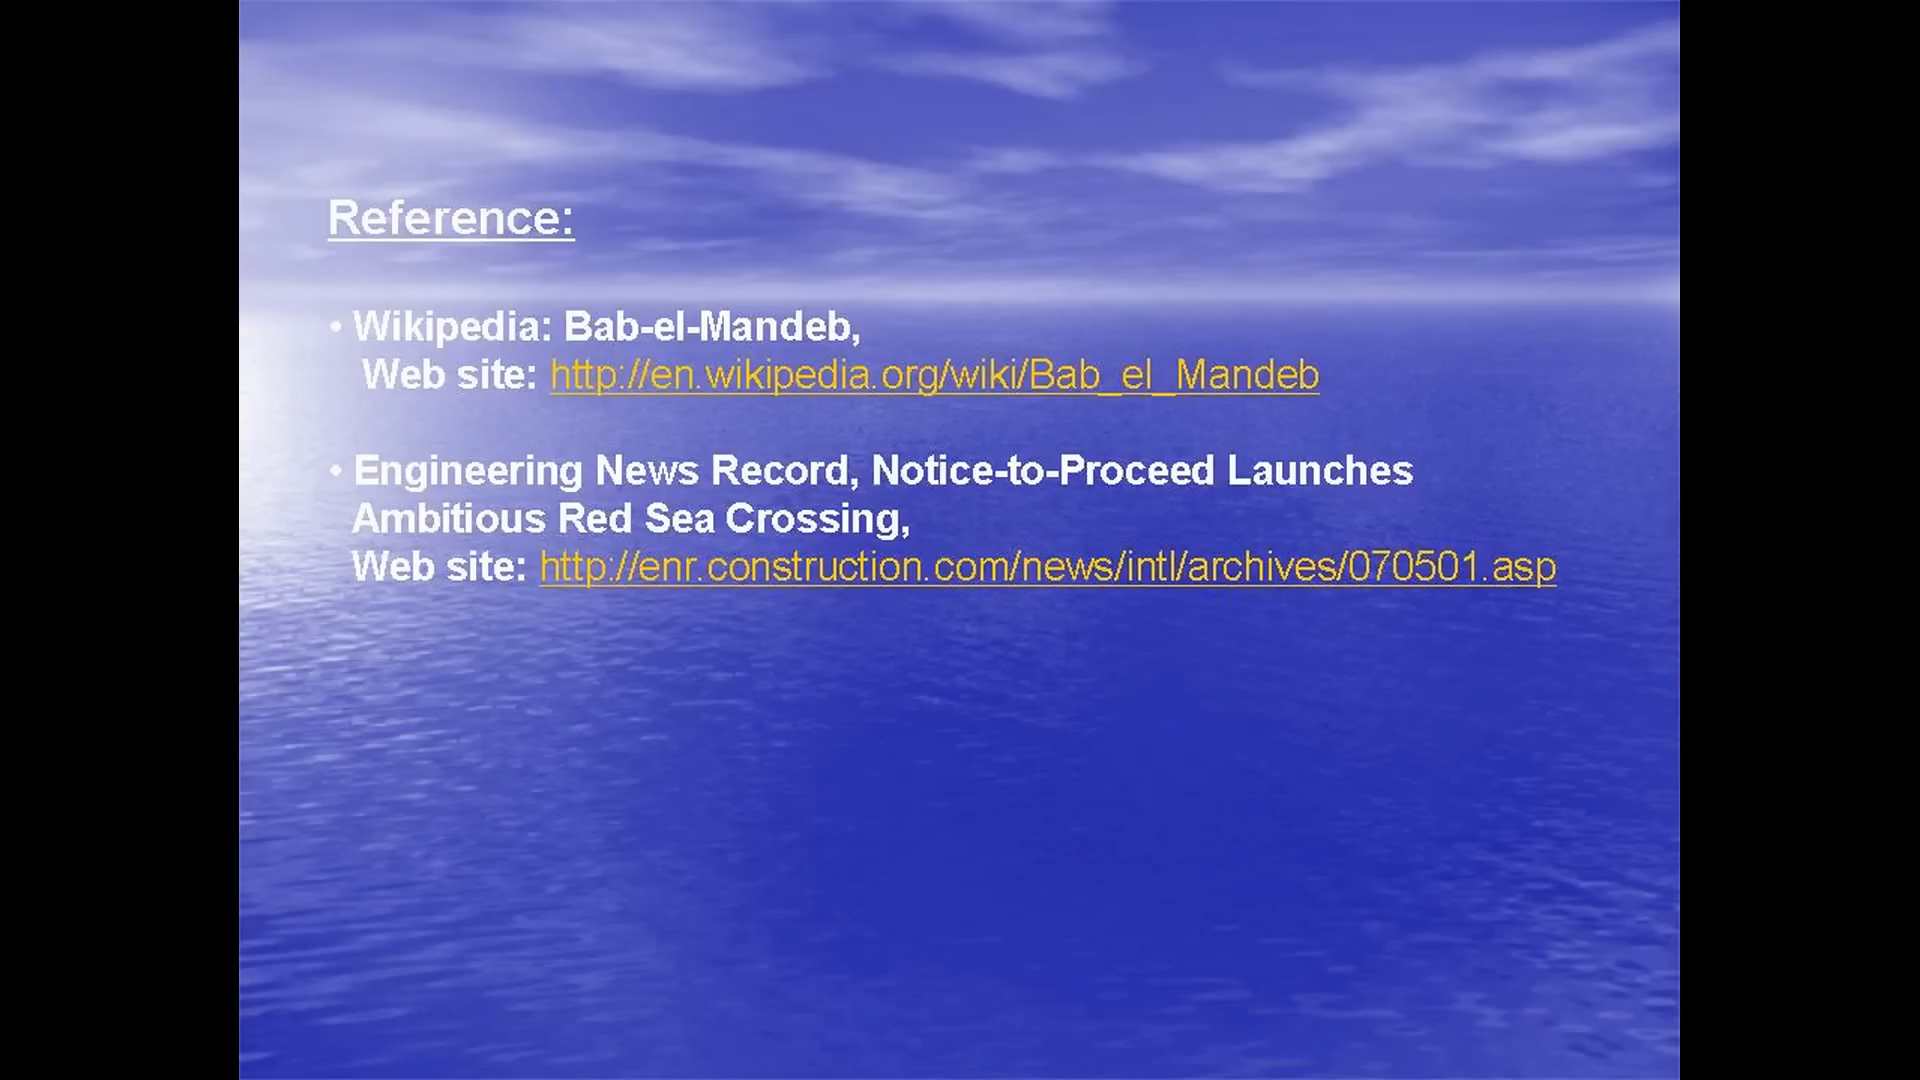 Reference:
• Wikipedia: Bab-el-Mandeb,
Web site: http://en.wikipedia.org/wiki/Bab_el_Mandeb
• Engineering News Record, Notice-to-Proceed Launches
Ambitious Red Sea Crossing,
Web site: http://enr.construction.com/news/intl/archives/070501.asp